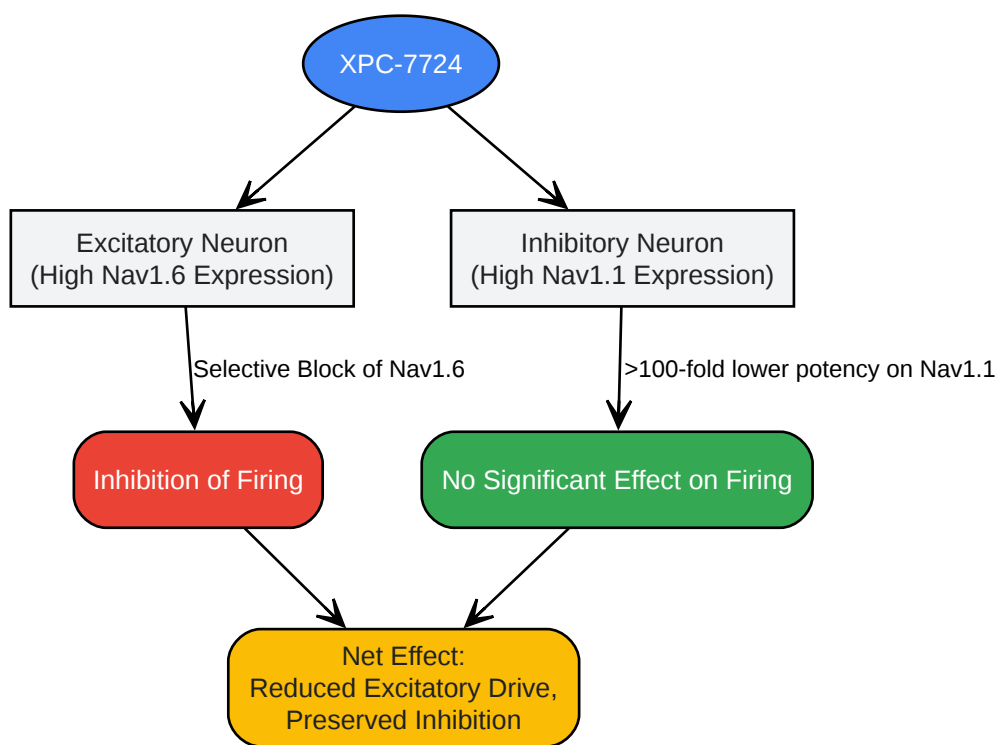 XPC-7724
Excitatory Neuron
(High Nav1.6 Expression)
Inhibitory Neuron
(High Nav1.1 Expression)
Selective Block of Nav1.6
>100-fold lower potency on Nav1.1
Inhibition of Firing
No Significant Effect on Firing
Net Effect:
Reduced Excitatory Drive,
Preserved Inhibition